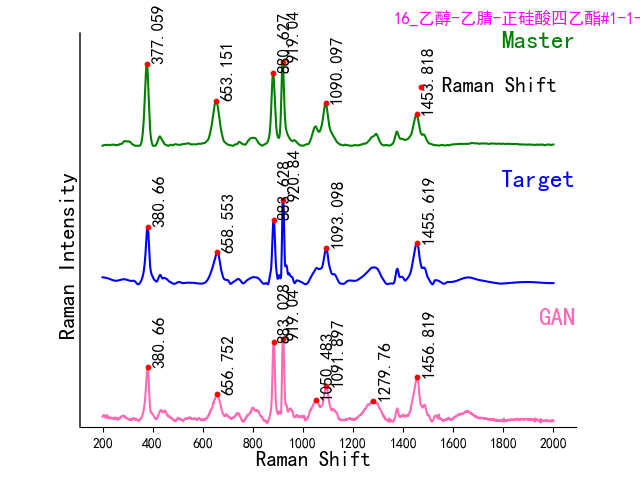 16_乙醇-乙腈-正硅酸四乙酯#1-1-
Master
377.059
653.151
880.627
919.04
1090.097
1453.818
Raman Shift
Target
380.66
658.553
883.628
920.84
1093.098
1455.619
GAN
380.66
656.752
883.028
919.04
1050.483
1091.897
1279.76
1456.819
Raman Intensity
200 400 600 800 1000 1200 1400 1600 1800 2000
Raman Shift